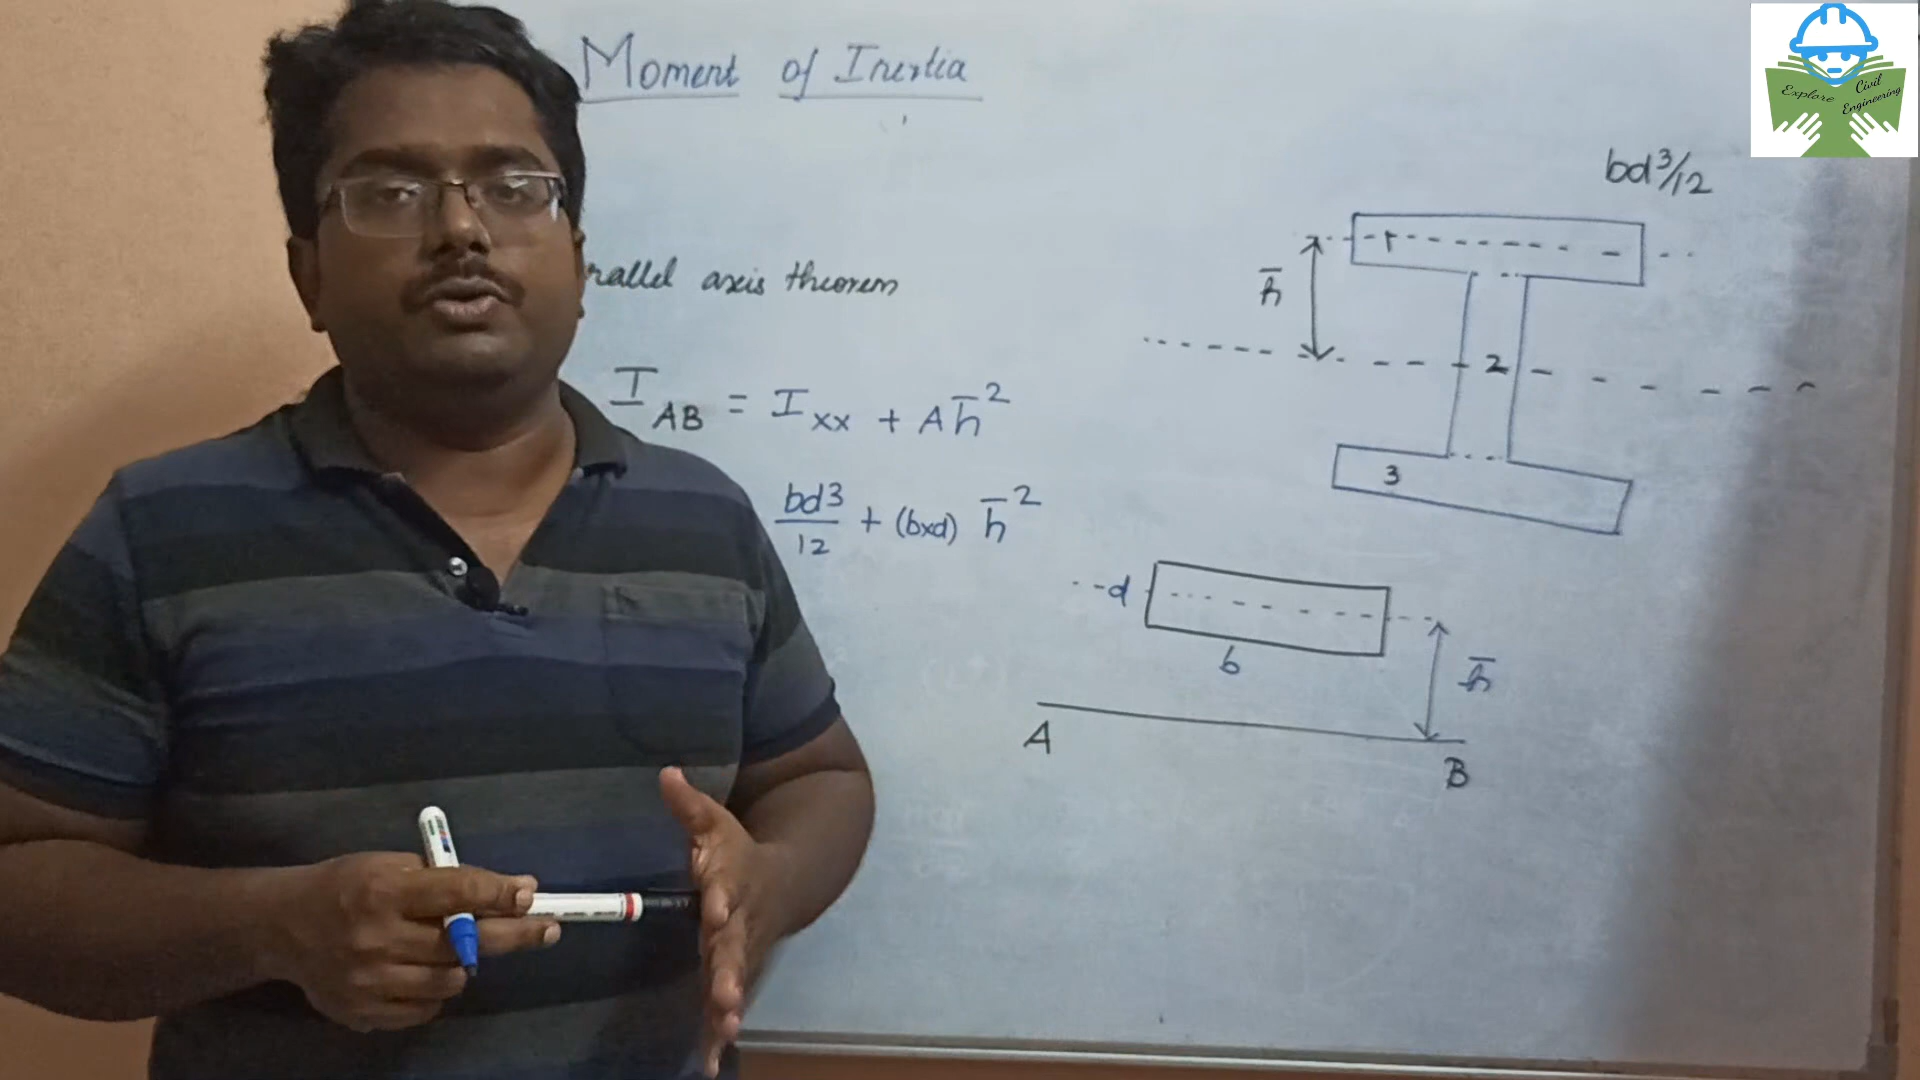 Moment of Inertia
Explore Civil Engineering
bd³/12
1
h̅
rallel axis theorem
2
I_AB = I_xx + Ah̅²
3
bd³/12 + (b×d) h̅²
d
b
h̅
A
B